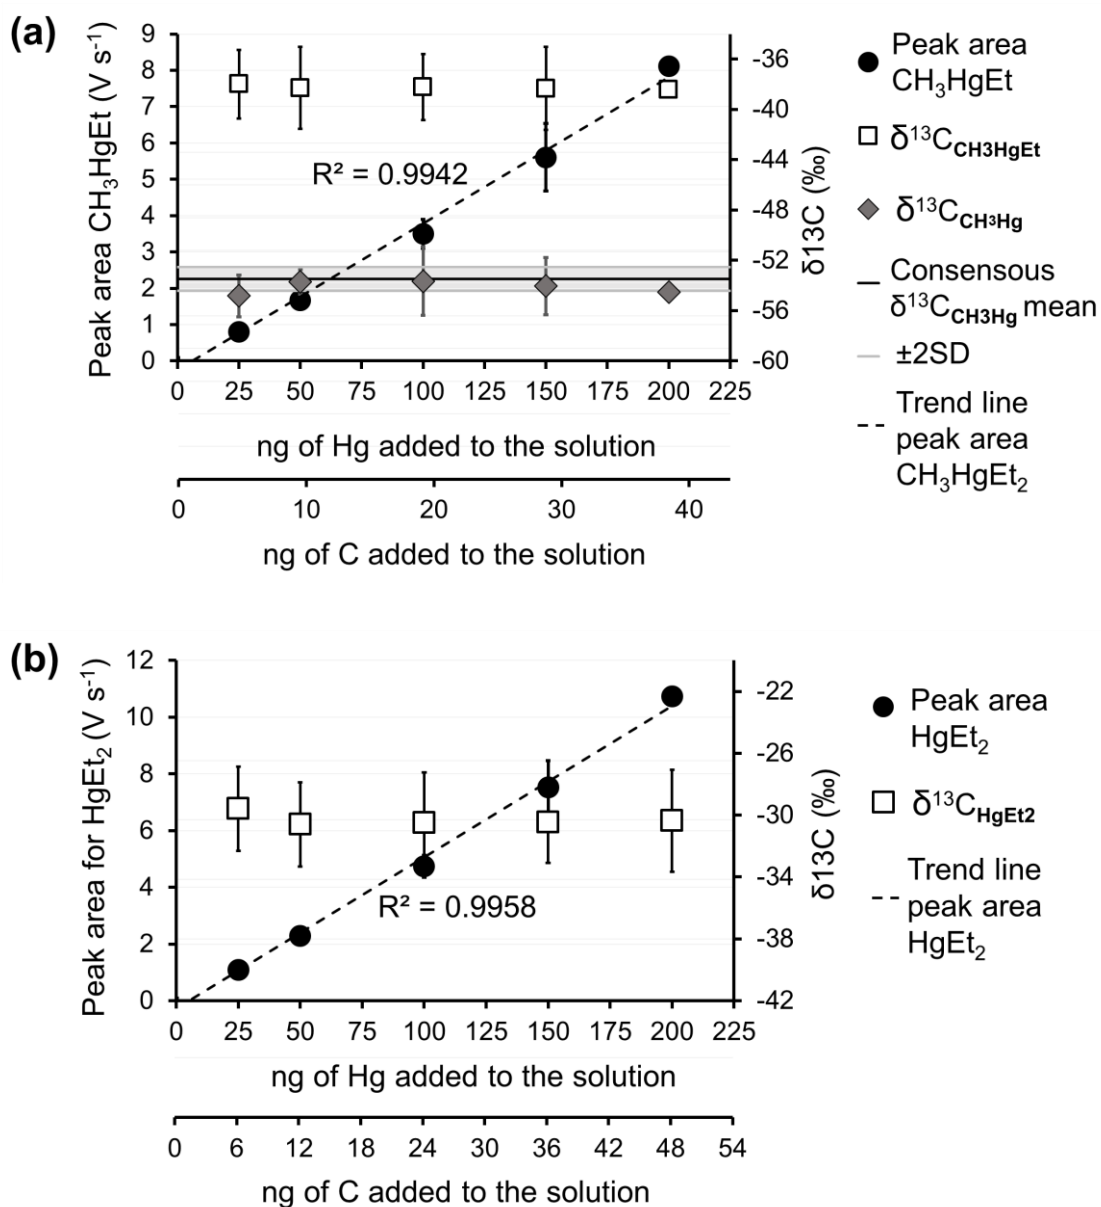 (a)
Peak area CH₃HgEt (V s⁻¹)
9
8
7
6
5
4
3
2
1
0
R² = 0.9942
-36
-40
-44
-48
-52
-56
-60
δ13C (‰)
0 25 50 75 100 125 150 175 200 225
ng of Hg added to the solution
0 10 20 30 40
ng of C added to the solution
Peak area
CH₃HgEt
δ¹³C_CH3HgEt
δ¹³C_CH³Hg
Consensous
δ¹³C_CH3Hg mean
±2SD
Trend line
peak area
CH₃HgEt₂
(b)
Peak area for HgEt₂ (V s⁻¹)
12
10
8
6
4
2
0
R² = 0.9958
-22
-26
-30
-34
-38
-42
δ13C (‰)
0 25 50 75 100 125 150 175 200 225
ng of Hg added to the solution
0 6 12 18 24 30 36 42 48 54
ng of C added to the solution
Peak area
HgEt₂
δ¹³C_HgEt2
Trend line
peak area
HgEt₂